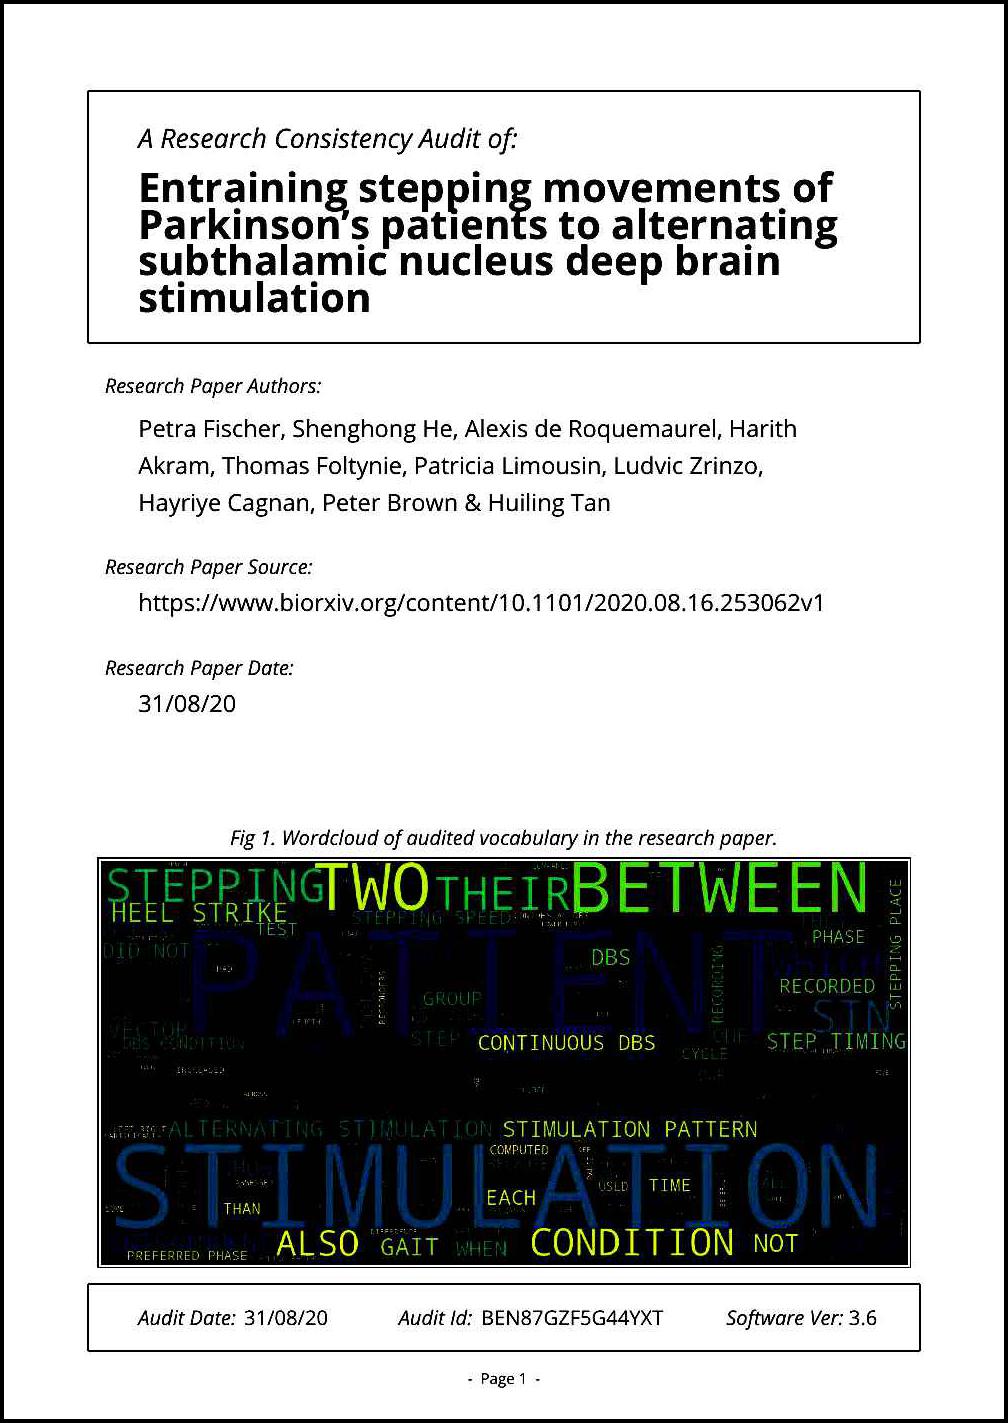 A Research Consistency Audit of:
Entraining stepping movements of
Parkinson’s patients to alternating
subthalamic nucleus deep brain
stimulation
Research Paper Authors:
Petra Fischer, Shenghong He, Alexis de Roquemaurel, Harith
Akram, Thomas Foltynie, Patricia Limousin, Ludvic Zrinzo,
Hayriye Cagnan, Peter Brown & Huiling Tan
Research Paper Source:
https://www.biorxiv.org/content/10.1101/2020.08.16.253062v1
Research Paper Date:
31/08/20
Fig 1. Wordcloud of audited vocabulary in the research paper.
STEPPING TWO THEIR BETWEEN
HEEL STRIKE
STEPPING SPEED
TEST
STEPPING PLACE
DID NOT
PATIENT
PHASE
DBS
RECORDING
RECORDED
GROUP
SIN
VECTOR
STEP
CONTINUOUS DBS
STEP TIMING
DBS CONDITION
CYCLE
INCREASED
ACROSS
ALTERNATING STIMULATION
STIMULATION PATTERN
STIMULATION
COMPUTED
USED
TIME
EACH
THAN
ALSO
GAIT
WHEN
CONDITION
NOT
PREFERRED PHASE
Audit Date: 31/08/20
Audit Id: BEN87GZF5G44YXT
Software Ver: 3.6
- Page 1 -